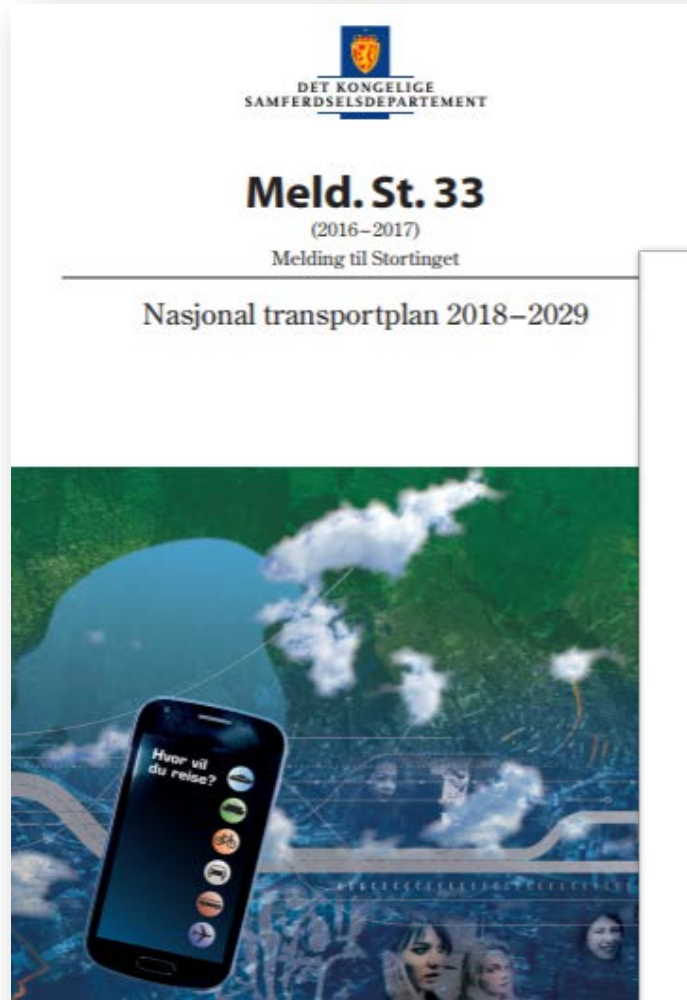 DET KONGELIGE
SAMFERDSELSDEPARTEMENT
Meld. St. 33
(2016–2017)
Melding til Stortinget
Nasjonal transportplan 2018–2029
Hvor vil
du reise?